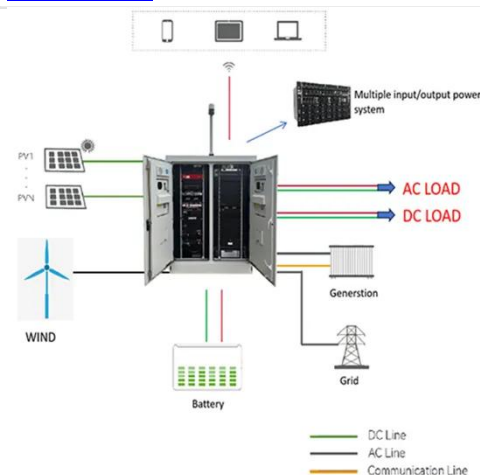 Multiple input/output power
system
PV1
PVN
AC LOAD
DC LOAD
WIND
Generstion
Grid
Battery
DC Line
AC Line
Communication Line